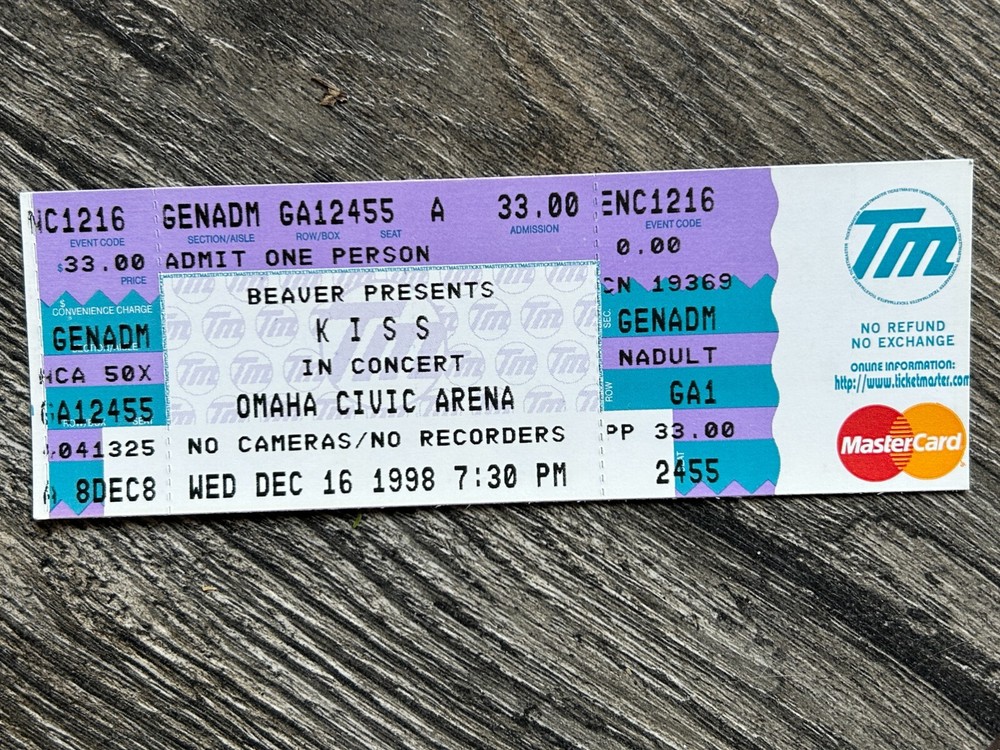 NC1216 GENADM GA12455 A 33.00 ENC1216
EVENT CODE SECTION/AISLE ROW/BOX SEAT ADMISSION EVENT CODE
$33.00 ADMIT ONE PERSON 0.00
PRICE
$ CONVENIENCE CHARGE
GENADM
CA 50X
GA12455
041325
8DEC8
BEAVER PRESENTS
K I S S
IN CONCERT
OMAHA CIVIC ARENA
NO CAMERAS/NO RECORDERS
WED DEC 16 1998 7:30 PM
CN 19369
SEC.
GENADM
NADULT
ROW
GA1
PP 33.00
2455
Tm
NO REFUND
NO EXCHANGE
ONLINE INFORMATION:
http://www.ticketmaster.com
MasterCard